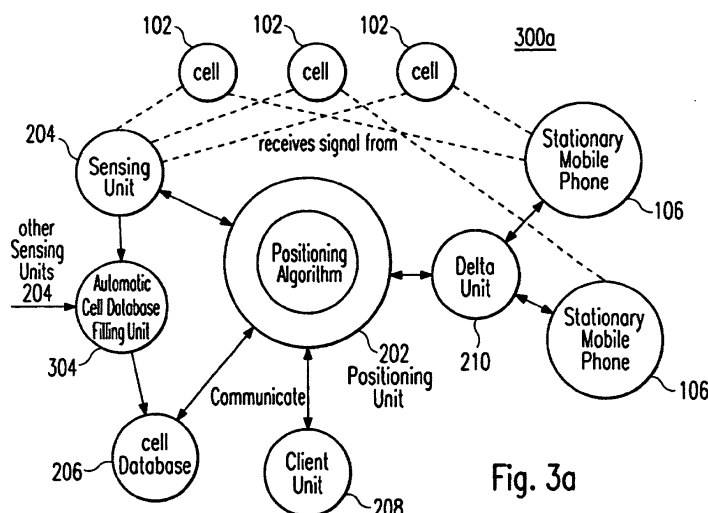 102
102
102
300a
cell
cell
cell
204
receives signal from
Sensing
Unit
Stationary
Mobile
Phone
106
other
Sensing
Units
204
Positioning
Algorithm
Delta
Unit
210
Automatic
Cell Database
Filling Unit
304
Stationary
Mobile
Phone
106
202
Positioning
Unit
Communicate
206
cell
Database
Client
Unit
208
Fig. 3a